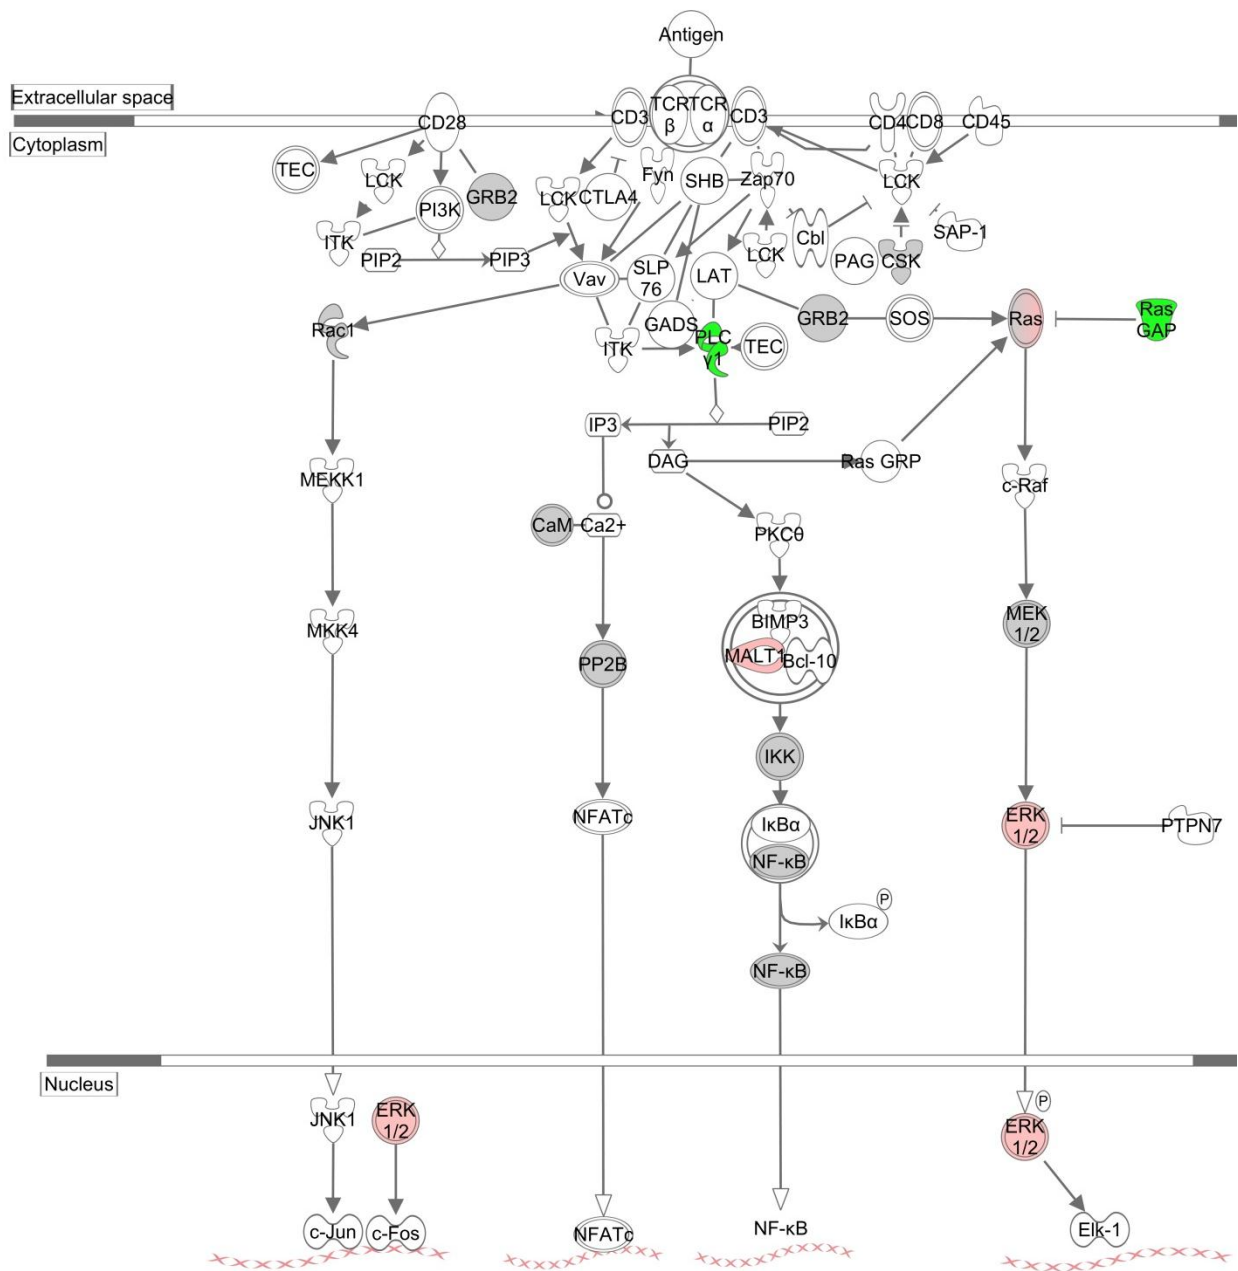 Antigen
Extracellular space
CD28
CD3
TCR
β
TCR
α
CD3
CD4
CD8
CD45
Cytoplasm
TEC
LCK
GRB2
PI3K
LCK
CTLA4
Fyn
SHB
Zap70
LCK
ITK
PIP2
PIP3
Cbl
LCK
PAG
CSK
SAP-1
Vav
SLP
76
LAT
Rac1
ITK
GADS
PLC
γ1
TEC
GRB2
SOS
Ras
Ras
GAP
IP3
PIP2
DAG
Ras GRP
MEKK1
c-Raf
CaM
Ca2+
PKCθ
MKK4
BIMP3
MEK
1/2
PP2B
MALT1
Bcl-10
IKK
JNK1
NFATc
IκBα
NF-κB
ERK
1/2
PTPN7
P
IκBα
NF-κB
Nucleus
JNK1
ERK
1/2
P
ERK
1/2
c-Jun
c-Fos
NFATc
NF-κB
Elk-1